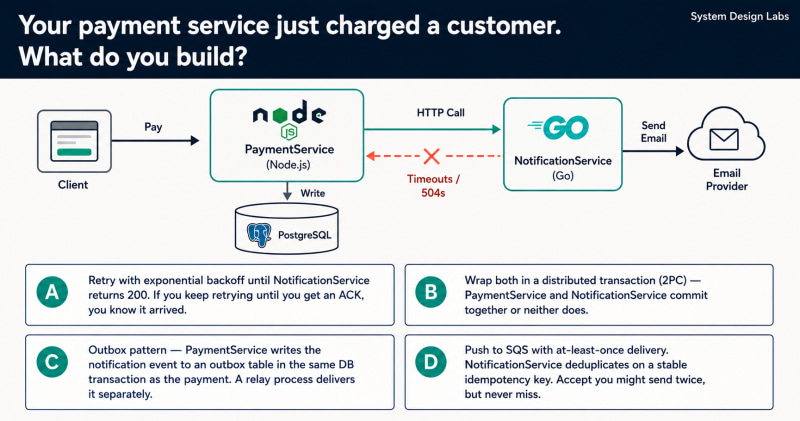 Your payment service just charged a customer.
What do you build?
System Design Labs
Client
Pay
node
JS
PaymentService
(Node.js)
Write
PostgreSQL
HTTP Call
Timeouts /
504s
GO
NotificationService
(Go)
Send
Email
Email
Provider
A
Retry with exponential backoff until NotificationService
returns 200. If you keep retrying until you get an ACK,
you know it arrived.
B
Wrap both in a distributed transaction (2PC) —
PaymentService and NotificationService commit
together or neither does.
C
Outbox pattern — PaymentService writes the
notification event to an outbox table in the same DB
transaction as the payment. A relay process delivers
it separately.
D
Push to SQS with at-least-once delivery.
NotificationService deduplicates on a stable
idempotency key. Accept you might send twice,
but never miss.